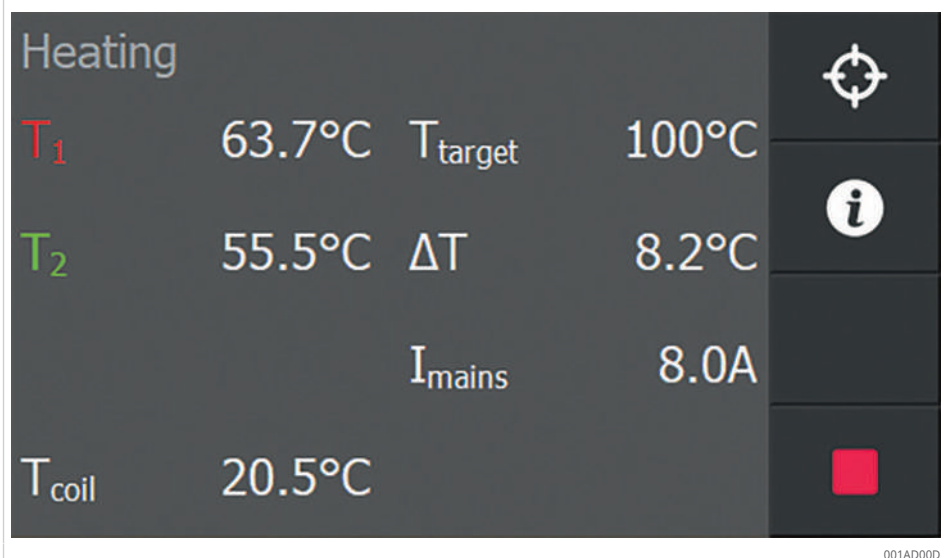 Heating
T1 63.7°C Ttarget 100°C
T2 55.5°C ΔT 8.2°C
Imains 8.0A
Tcoil 20.5°C
001AD00D